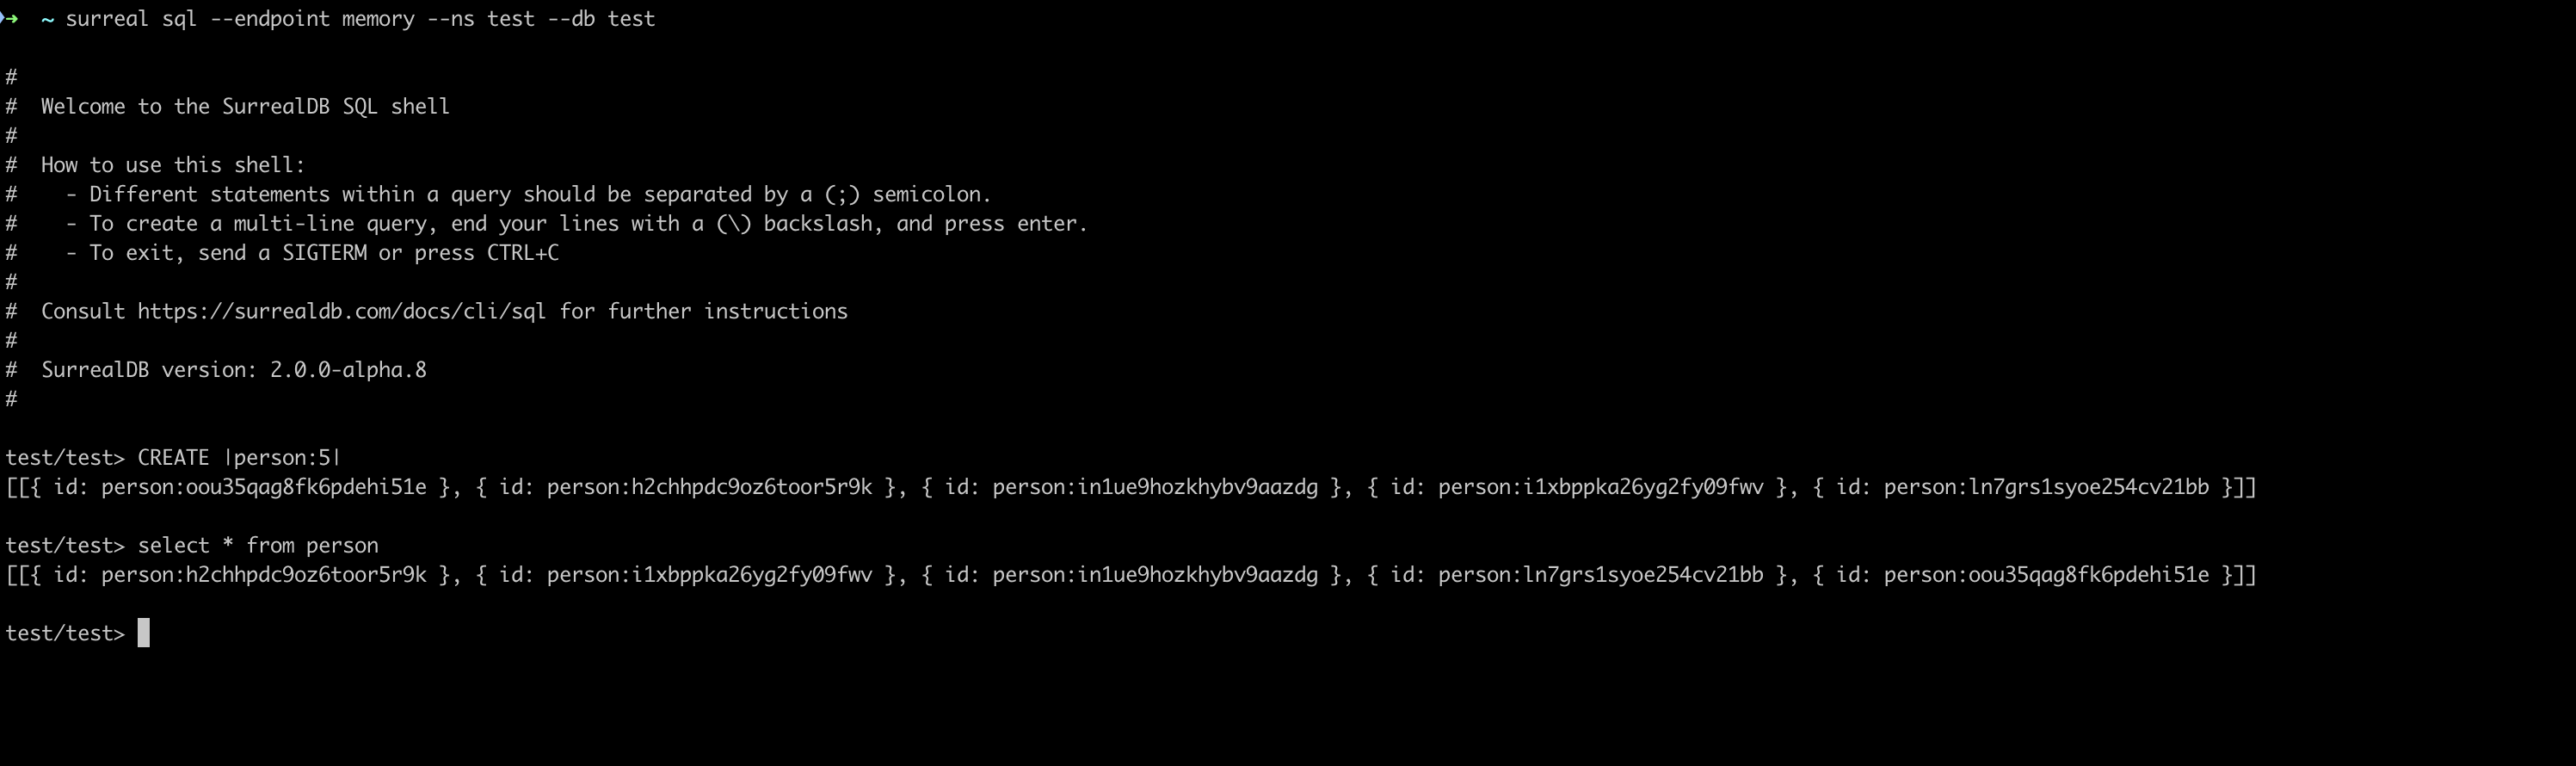 ➜  ~ surreal sql --endpoint memory --ns test --db test
#
#  Welcome to the SurrealDB SQL shell
#
#  How to use this shell:
#    - Different statements within a query should be separated by a (;) semicolon.
#    - To create a multi-line query, end your lines with a (\) backslash, and press enter.
#    - To exit, send a SIGTERM or press CTRL+C
#
#  Consult https://surrealdb.com/docs/cli/sql for further instructions
#
#  SurrealDB version: 2.0.0-alpha.8
#
test/test> CREATE |person:5|
[[{ id: person:oou35qag8fk6pdehi51e }, { id: person:h2chhpdc9oz6toor5r9k }, { id: person:in1ue9hozkhybv9aazdg }, { id: person:i1xbppka26yg2fy09fwv }, { id: person:ln7grs1syoe254cv21bb }]]
test/test> select * from person
[[{ id: person:h2chhpdc9oz6toor5r9k }, { id: person:i1xbppka26yg2fy09fwv }, { id: person:in1ue9hozkhybv9aazdg }, { id: person:ln7grs1syoe254cv21bb }, { id: person:oou35qag8fk6pdehi51e }]]
test/test>